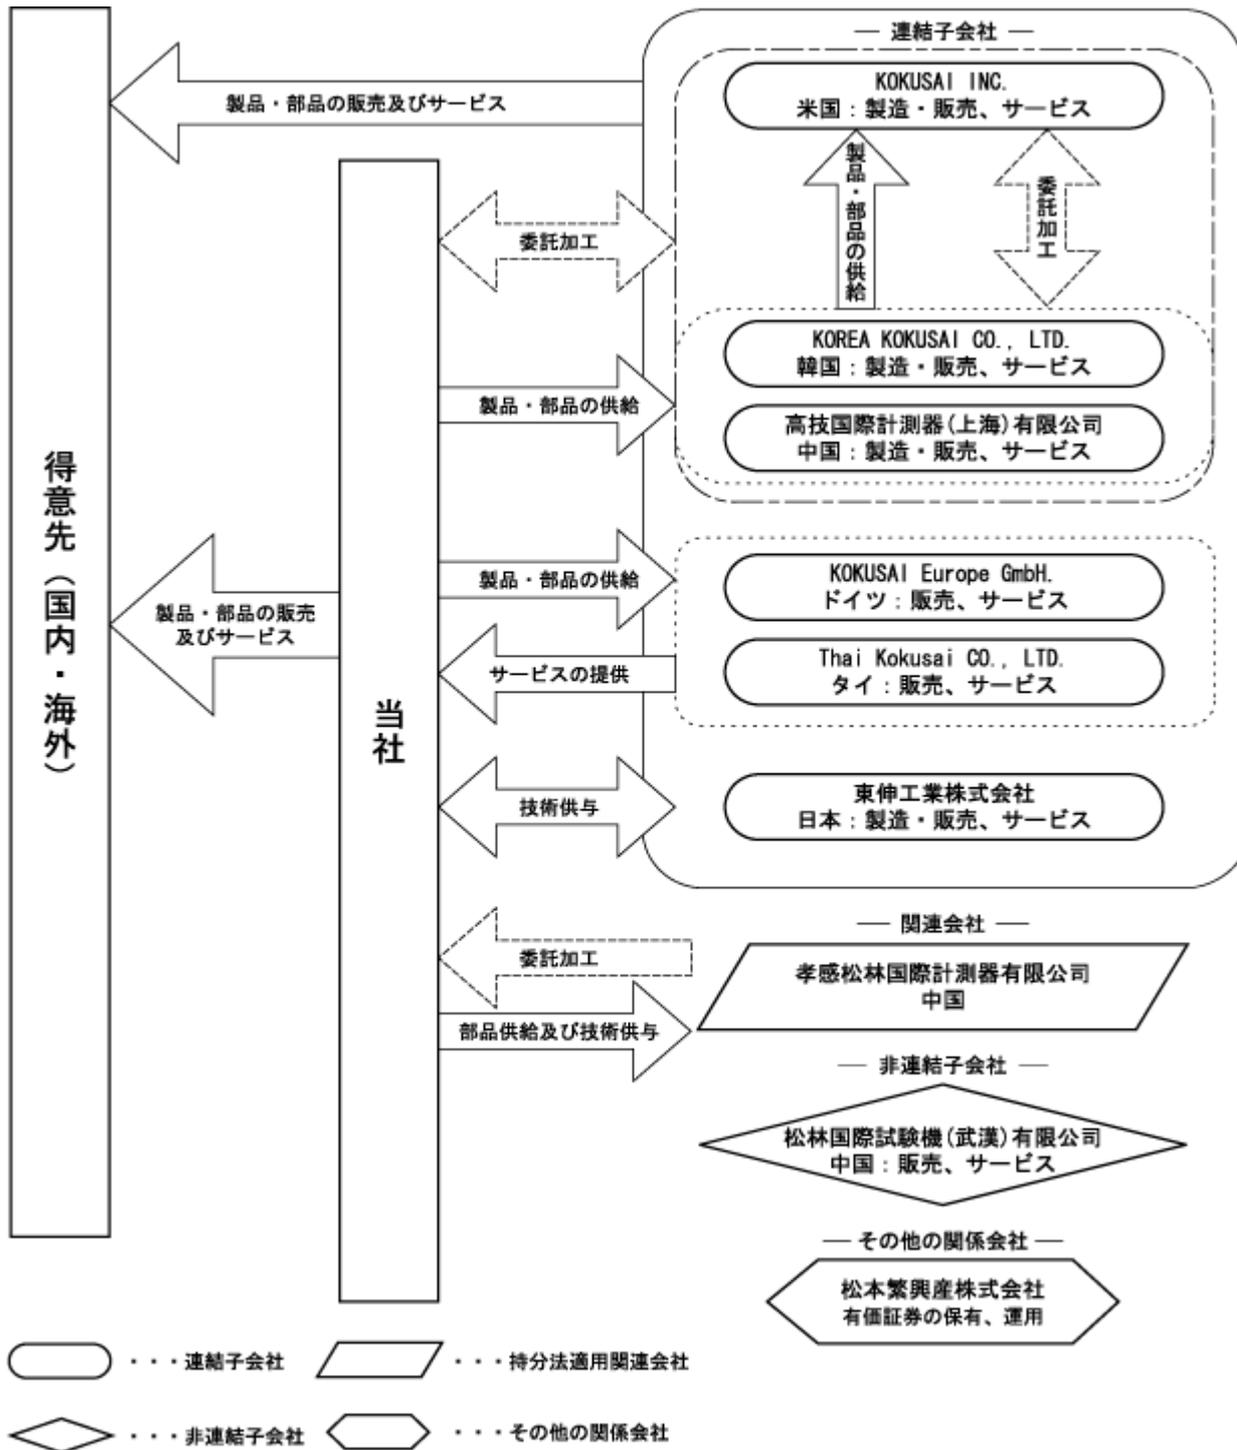 ― 連結子会社 ―
KOKUSAI INC.
米国：製造・販売、サービス
製品・部品の販売及びサービス
製品・部品の供給
委託加工
委託加工
KOREA KOKUSAI CO., LTD.
韓国：製造・販売、サービス
製品・部品の供給
高技国際計測器(上海)有限公司
中国：製造・販売、サービス
得意先（国内・海外）
製品・部品の供給
KOKUSAI Europe GmbH.
ドイツ：販売、サービス
製品・部品の販売
及びサービス
サービスの提供
Thai Kokusai CO., LTD.
タイ：販売、サービス
当社
技術供与
東伸工業株式会社
日本：製造・販売、サービス
― 関連会社 ―
委託加工
孝感松林国際計測器有限公司
中国
部品供給及び技術供与
― 非連結子会社 ―
松林国際試験機(武漢)有限公司
中国：販売、サービス
― その他の関係会社 ―
松本繁興産株式会社
有価証券の保有、運用
・・・連結子会社
・・・持分法適用関連会社
・・・非連結子会社
・・・その他の関係会社